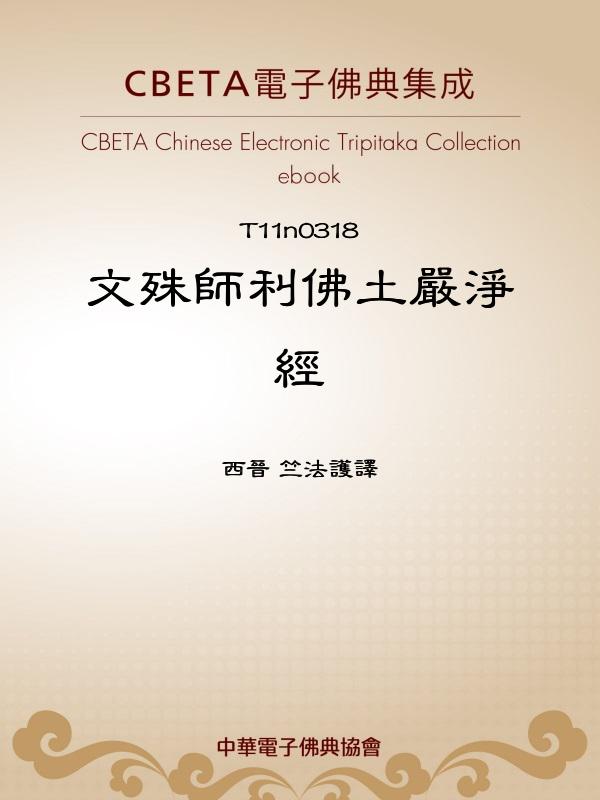 CBETA電子佛典集成
CBETA Chinese Electronic Tripitaka Collection
ebook
T11n0318
文殊師利佛土嚴淨
經
西晉 竺法護譯
中華電子佛典協會